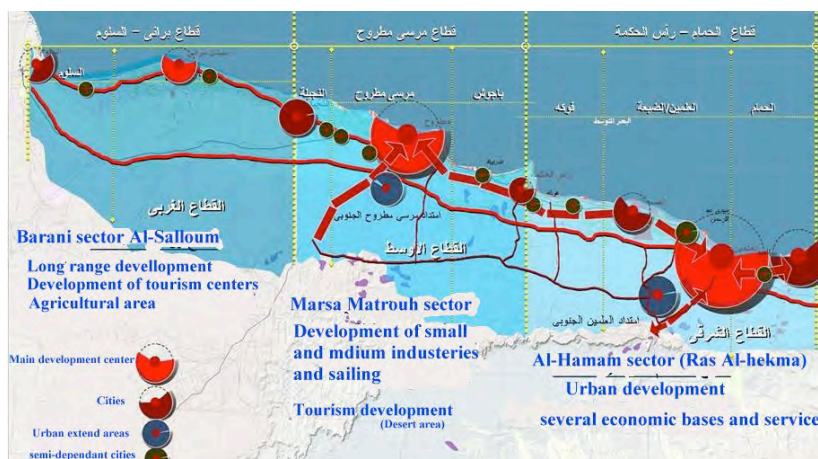 قطاع الحمام – رأس الحكمة
قطاع مرسى مطروح
قطاع برانى – السلوم
الحمام
العلمين/الضبعة
فوكه
باجوش
مرسى مطروح
النجيلة
السلوم
البحر المتوسط
امتداد مرسى مطروح الجنوبي
امتداد العلمين الجنوبي
القطاع الغربى
القطاع الأوسط
القطاع الشرقى
Barani sector Al-Salloum
Long range devellopment
Development of tourism centers
Agricultural area
Marsa Matrouh sector
Development of small
and mdium industeries
and sailing
Tourism development
(Desert area)
Al-Hamam sector (Ras Al-hekma)
Urban development
several economic bases and service
Main development center
Cities
Urban extend areas
semi-dependant cities